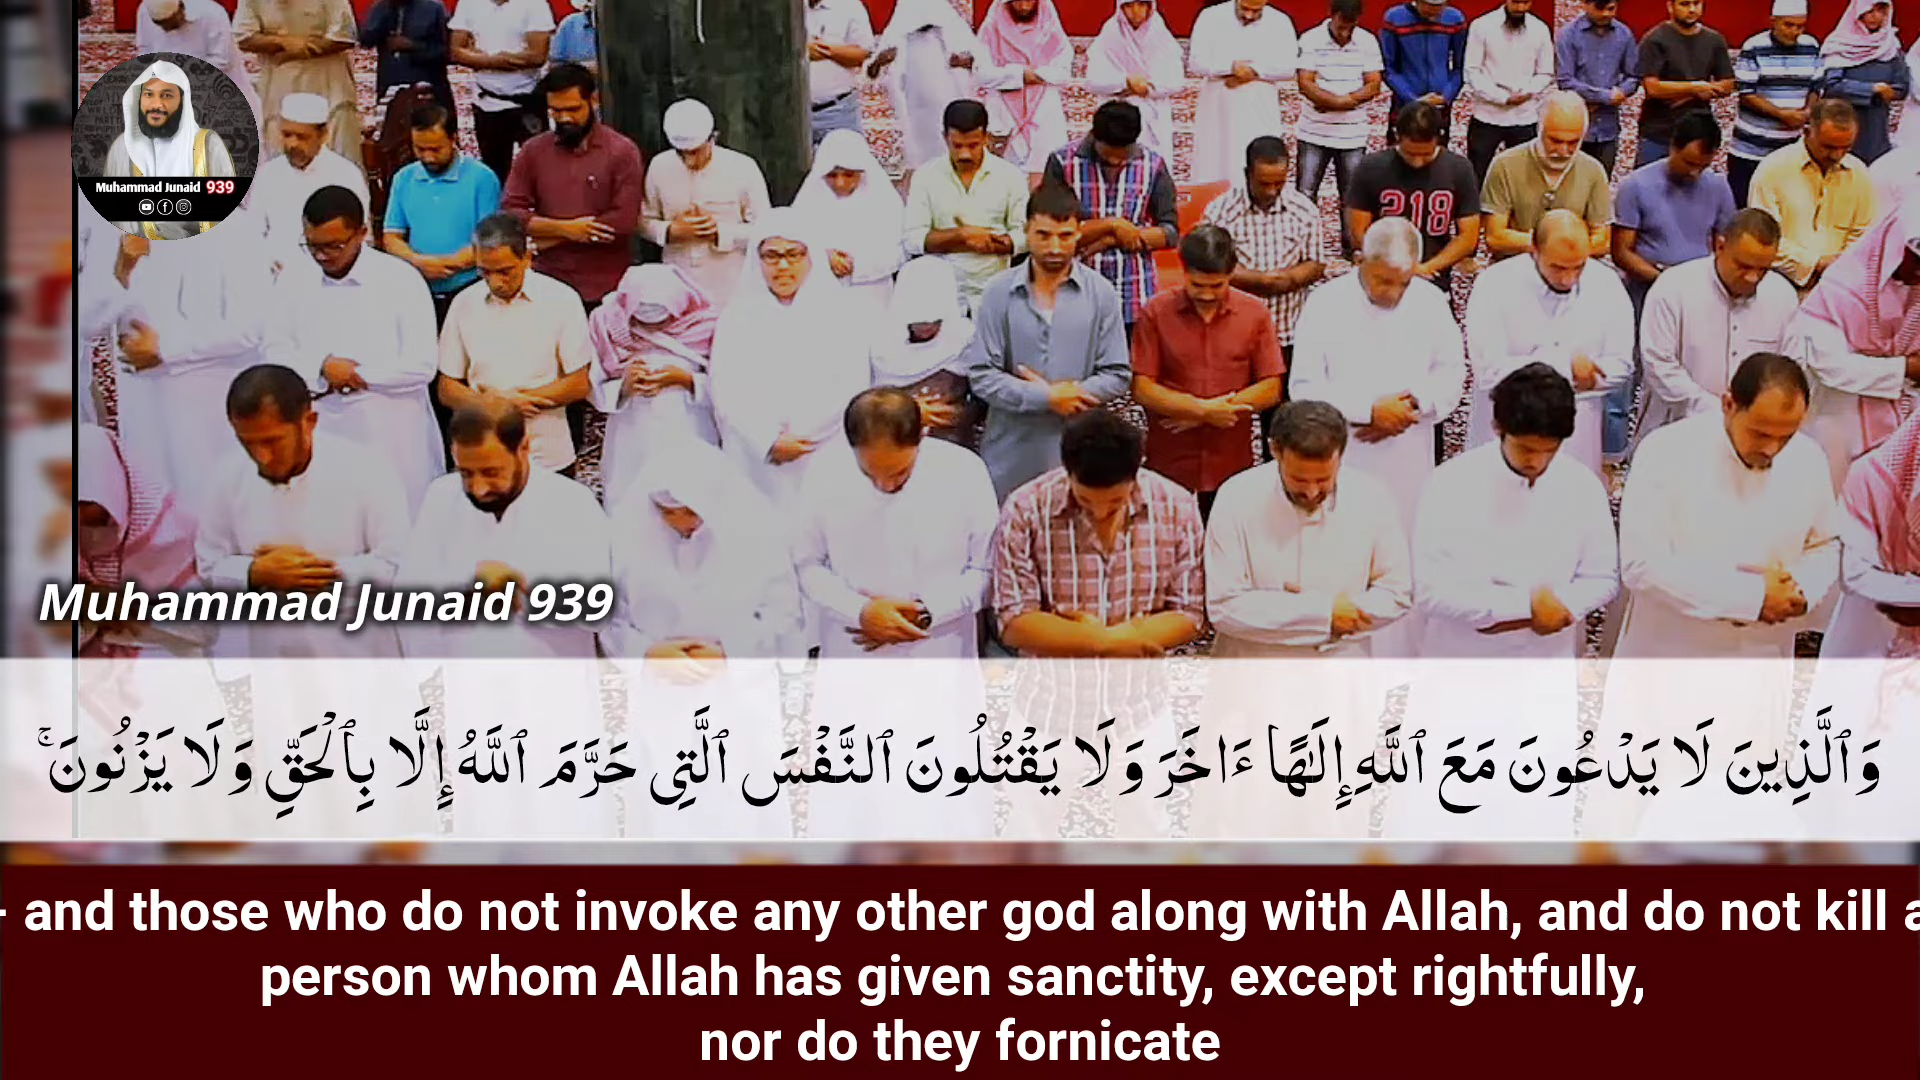 Muhammad Junaid 939
218
Muhammad Junaid 939
وَٱلَّذِينَ لَا يَدْعُونَ مَعَ ٱللَّهِ إِلَٰهًا ءَاخَرَ وَلَا يَقْتُلُونَ ٱلنَّفْسَ ٱلَّتِى حَرَّمَ ٱللَّهُ إِلَّا بِٱلْحَقِّ وَلَا يَزْنُونَ ۚ
- and those who do not invoke any other god along with Allah, and do not kill a
person whom Allah has given sanctity, except rightfully,
nor do they fornicate